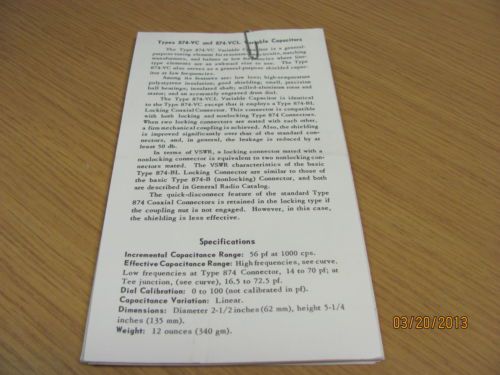 Types 874-VC and 874-VCL Variable Capacitors
The Type 874-VC Variable Capacitor is a general-
purpose tuning element for resonant circuits, matching
transformers, and baluns at low frequencies where line-
type elements are an awkward size to use. The Type
874-VC also serves as a general-purpose shielded capac-
itor at low frequencies.
Among its features are: low loss; high-temperature
polystyrene insulation; good shielding; small, precision
ball bearings; insulated shaft; milled-aluminum rotor and
stator; and an accurately engraved drum dial.
The Type 874-VCL Variable Capacitor is identical
to the Type 874-VC except that it employs a Type 874-BL
Locking Coaxial Connector. This connector is compatible
with both locking and nonlocking Type 874 Connectors.
When two locking connectors are mated with each other,
a firm mechanical coupling is achieved. Also, the shielding
is improved significantly over that of the standard con-
nectors, and, in general, the leakage is reduced by at
least 50 db.
In terms of VSWR, a locking connector mated with a
nonlocking connector is equivalent to two nonlocking con-
nectors mated. The VSWR characteristics of the basic
Type 874-BL Locking Connector are similar to those of
the basic Type 874-B (nonlocking) Connector, and both
are described in General Radio Catalog.
The quick-disconnect feature of the standard Type
874 Coaxial Connectors is retained in the locking type if
the coupling nut is not engaged. However, in this case,
the shielding is less effective.
Specifications
Incremental Capacitance Range: 56 pf at 1000 cps.
Effective Capacitance Range: High frequencies, see curve.
Low frequencies at Type 874 Connector, 14 to 70 pf; at
Tee junction, (see curve), 16.5 to 72.5 pf.
Dial Calibration: 0 to 100 (not calibrated in pf).
Capacitance Variation: Linear.
Dimensions: Diameter 2-1/2 inches (62 mm), height 5-1/4
inches (135 mm).
Weight: 12 ounces (340 gm).
03/20/2013